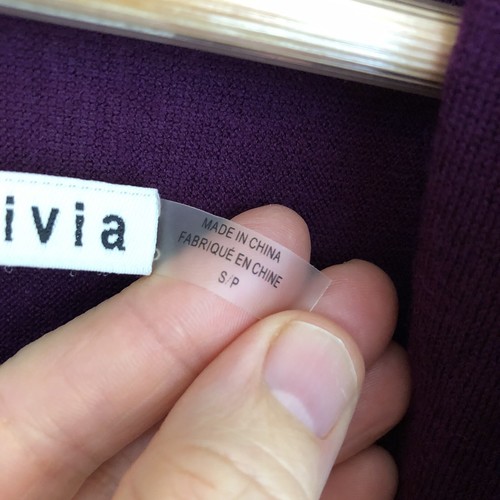 ivia
MADE IN CHINA
FABRIQUÉ EN CHINE
S/P